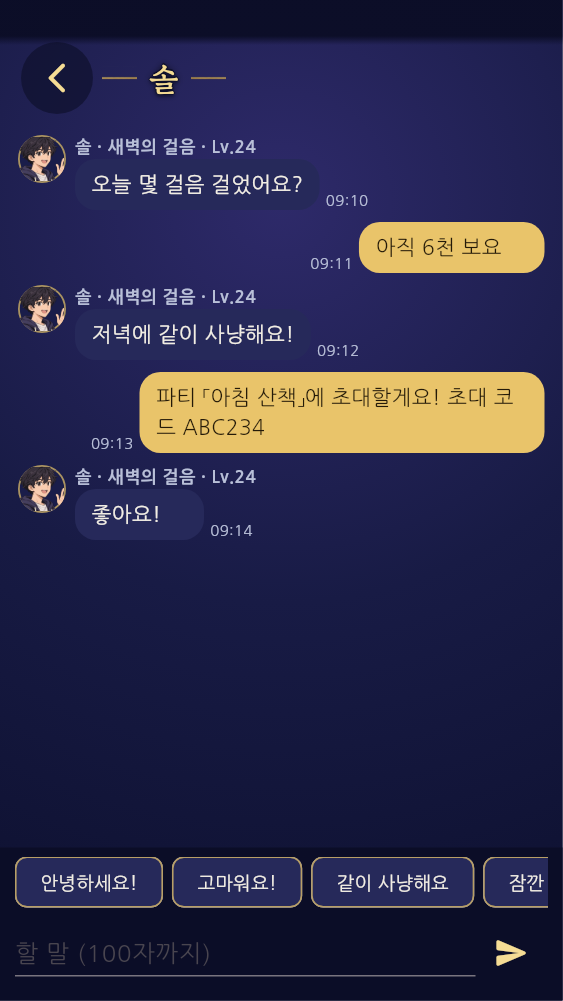 솔
솔 · 새벽의 걸음 · Lv.24
오늘 몇 걸음 걸었어요?
09:10
아직 6천 보요
09:11
솔 · 새벽의 걸음 · Lv.24
저녁에 같이 사냥해요!
09:12
파티 「아침 산책」에 초대할게요! 초대 코
드 ABC234
09:13
솔 · 새벽의 걸음 · Lv.24
좋아요!
09:14
안녕하세요!
고마워요!
같이 사냥해요
잠깐
할 말 (100자까지)